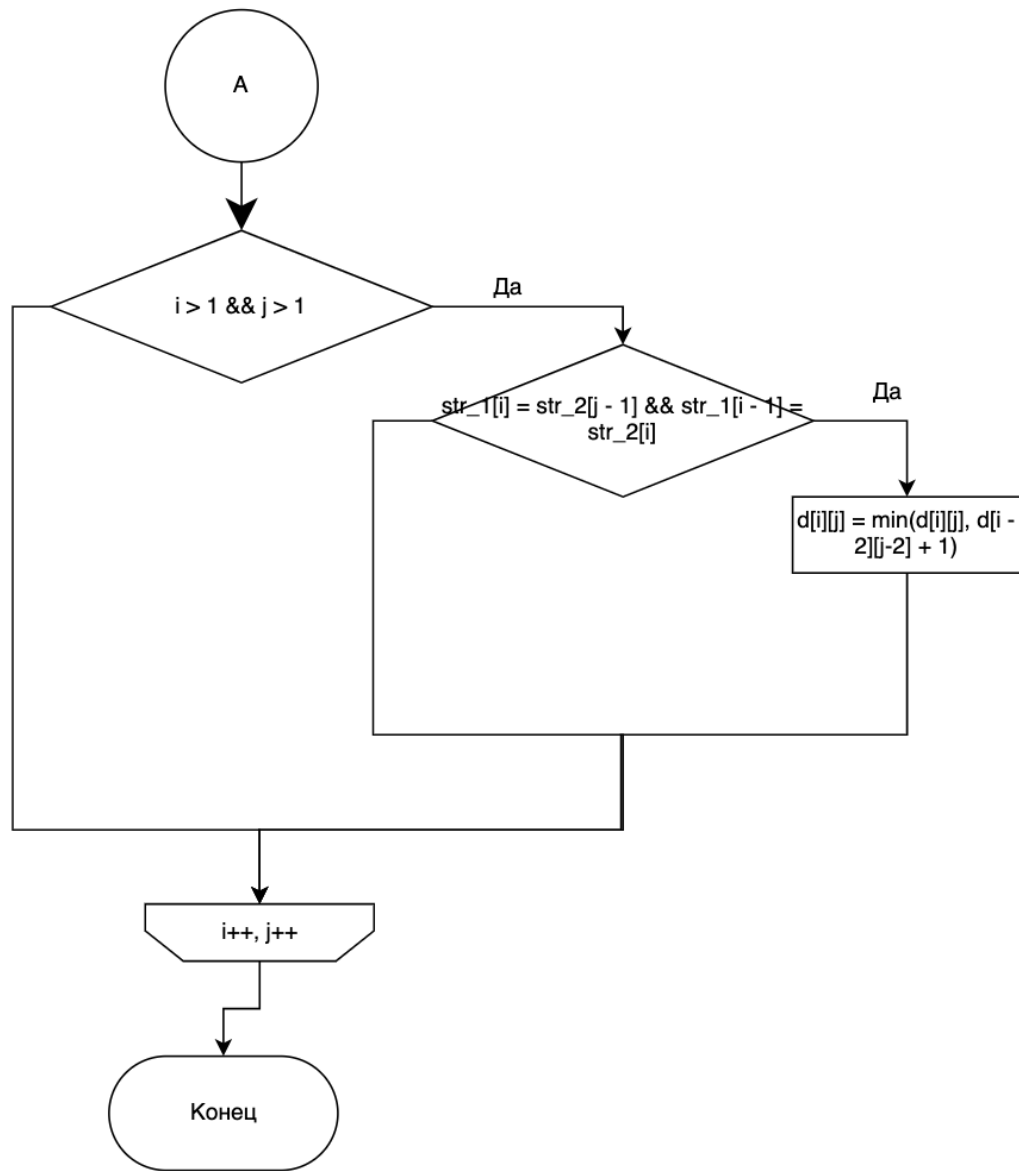 A
i > 1 && j > 1
Да
str_1[i] = str_2[j - 1] && str_1[i - 1] =
str_2[i]
Да
d[i][j] = min(d[i][j], d[i -
2][j-2] + 1)
i++, j++
Конец